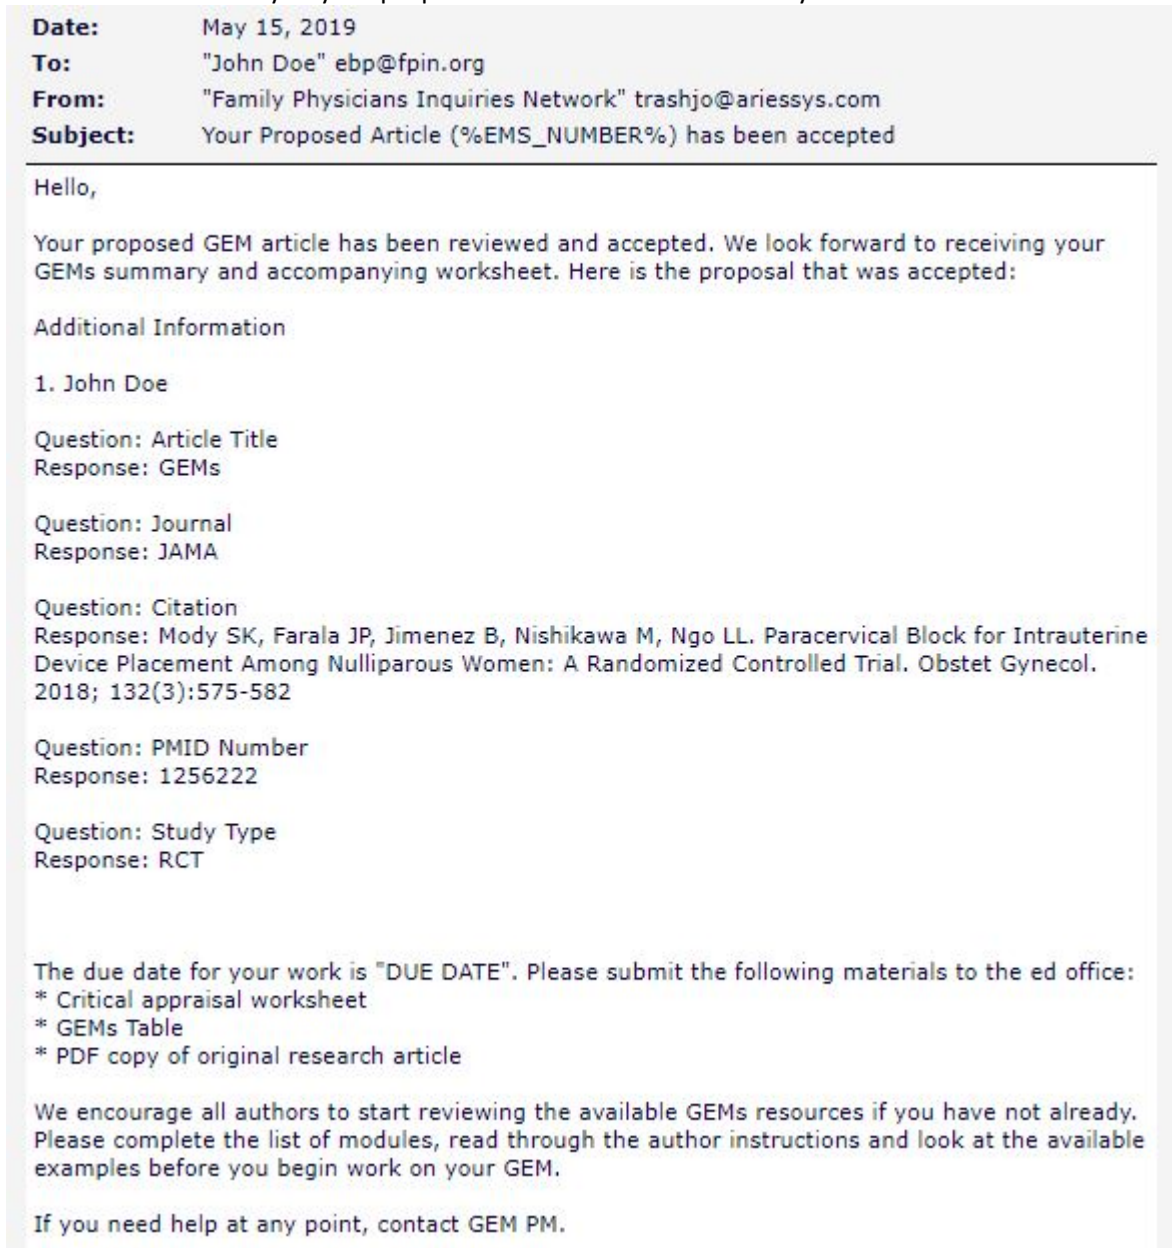 Date: May 15, 2019
To: "John Doe" ebp@fpin.org
From: "Family Physicians Inquiries Network" trashjo@ariessys.com
Subject: Your Proposed Article (%EMS_NUMBER%) has been accepted
Hello,
Your proposed GEM article has been reviewed and accepted. We look forward to receiving your
GEMs summary and accompanying worksheet. Here is the proposal that was accepted:
Additional Information
1. John Doe
Question: Article Title
Response: GEMs
Question: Journal
Response: JAMA
Question: Citation
Response: Mody SK, Farala JP, Jimenez B, Nishikawa M, Ngo LL. Paracervical Block for Intrauterine
Device Placement Among Nulliparous Women: A Randomized Controlled Trial. Obstet Gynecol.
2018; 132(3):575-582
Question: PMID Number
Response: 1256222
Question: Study Type
Response: RCT
The due date for your work is "DUE DATE". Please submit the following materials to the ed office:
* Critical appraisal worksheet
* GEMs Table
* PDF copy of original research article
We encourage all authors to start reviewing the available GEMs resources if you have not already.
Please complete the list of modules, read through the author instructions and look at the available
examples before you begin work on your GEM.
If you need help at any point, contact GEM PM.